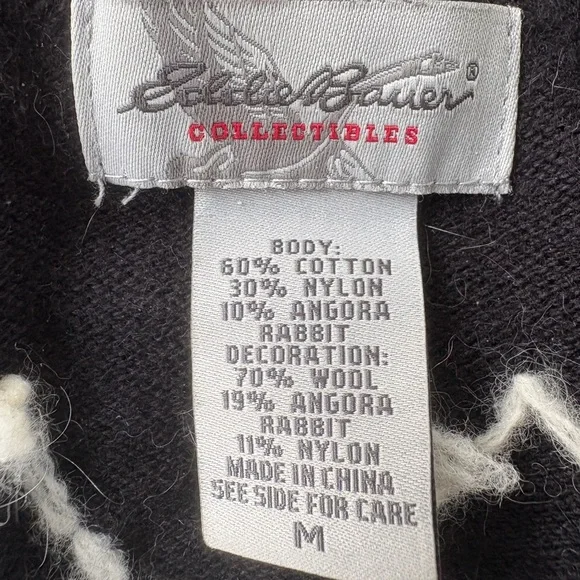 Eddie Bauer®
COLLECTIBLES
BODY:
60% COTTON
30% NYLON
10% ANGORA
RABBIT
DECORATION:
70% WOOL
19% ANGORA
RABBIT
11% NYLON
MADE IN CHINA
SEE SIDE FOR CARE
M